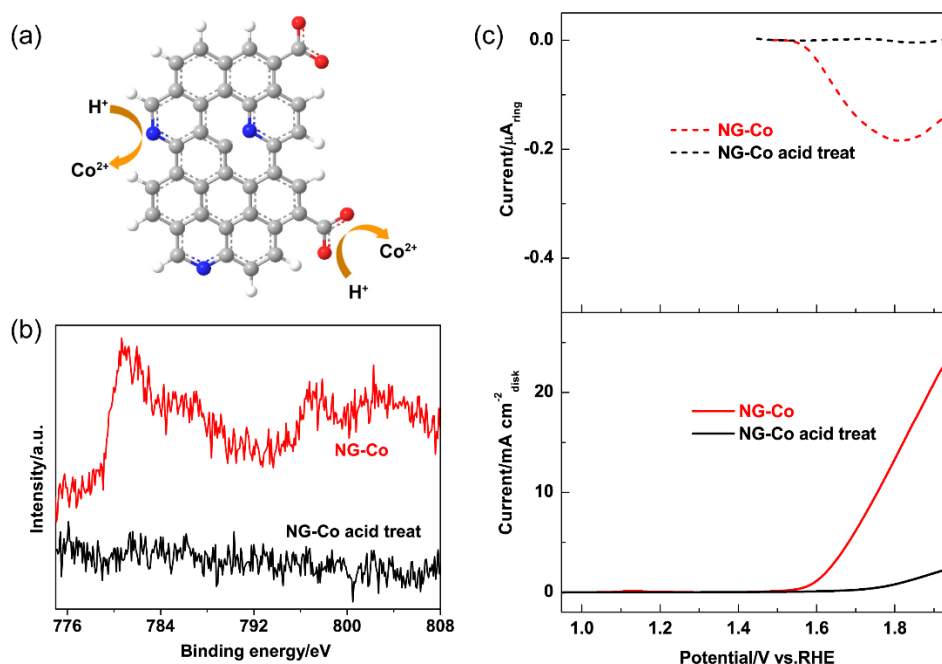 (a)
H⁺
Co²⁺
Co²⁺
H⁺
(b)
Intensity/a.u.
NG-Co
NG-Co acid treat
776 784 792 800 808
Binding energy/eV
(c)
Current/μA_ring
0.0
-0.2
-0.4
NG-Co
NG-Co acid treat
Current/mA cm⁻²_disk
20
10
0
NG-Co
NG-Co acid treat
1.0 1.2 1.4 1.6 1.8
Potential/V vs.RHE